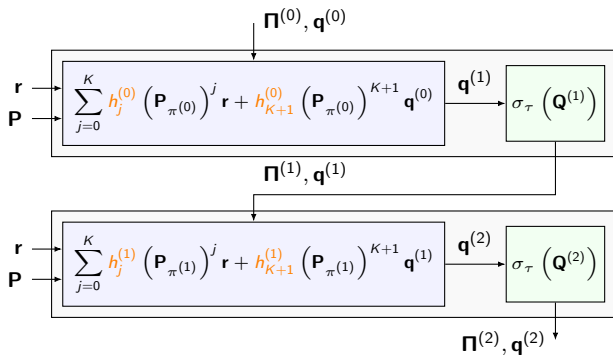 𝚷⁽⁰⁾, 𝐪⁽⁰⁾
𝐫
𝐏
∑_{j=0}^{K} h_j^{(0)} (𝐏_{π^{(0)}})^j 𝐫 + h_{K+1}^{(0)} (𝐏_{π^{(0)}})^{K+1} 𝐪^{(0)}
𝐪⁽¹⁾
σ_τ (𝐐^{(1)})
𝚷⁽¹⁾, 𝐪⁽¹⁾
𝐫
𝐏
∑_{j=0}^{K} h_j^{(1)} (𝐏_{π^{(1)}})^j 𝐫 + h_{K+1}^{(1)} (𝐏_{π^{(1)}})^{K+1} 𝐪^{(1)}
𝐪⁽²⁾
σ_τ (𝐐^{(2)})
𝚷⁽²⁾, 𝐪⁽²⁾